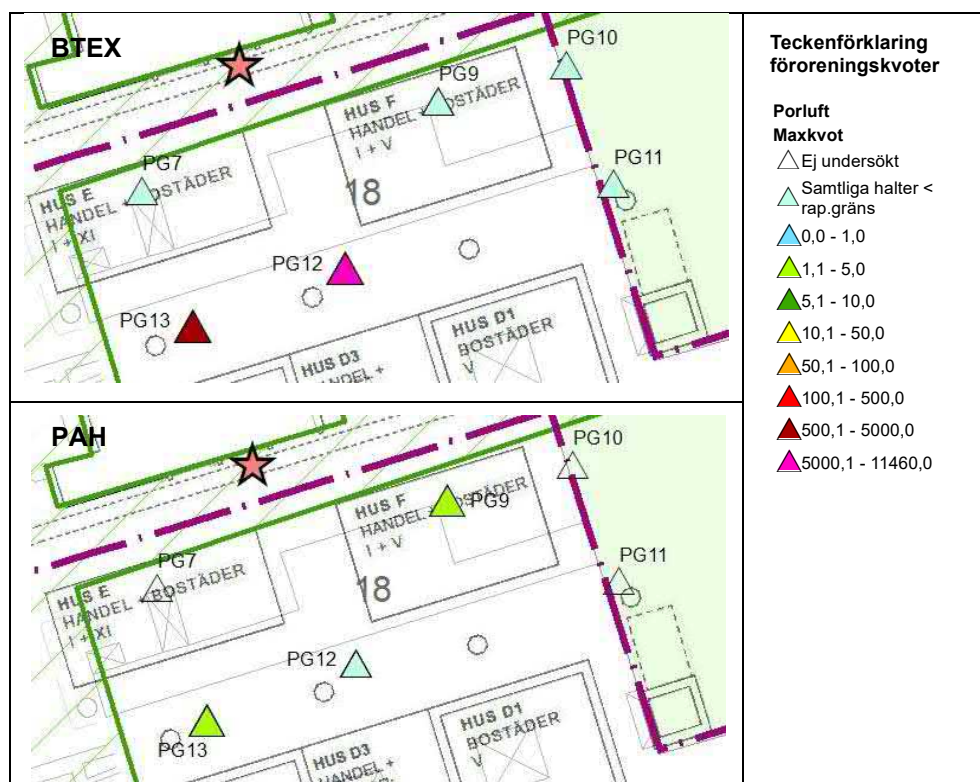 BTEX
PG10
PG9
HUS F
HANDEL + BOSTÄDER
I + V
PG7
PG11
HUS E
HANDEL + BOSTÄDER
I + XI
18
PG12
PG13
HUS D1
BOSTÄDER
V
HUS D3
HANDEL +
PAH
PG10
HUS F
HANDEL + BOSTÄDER
I + V
PG9
PG7
PG11
HUS E
HANDEL + BOSTÄDER
I + XI
18
PG12
PG13
HUS D1
BOSTÄDER
V
HUS D3
HANDEL +
Teckenförklaring
föroreningskvoter
Porluft
Maxkvot
Ej undersökt
Samtliga halter <
rap.gräns
0,0 - 1,0
1,1 - 5,0
5,1 - 10,0
10,1 - 50,0
50,1 - 100,0
100,1 - 500,0
500,1 - 5000,0
5000,1 - 11460,0